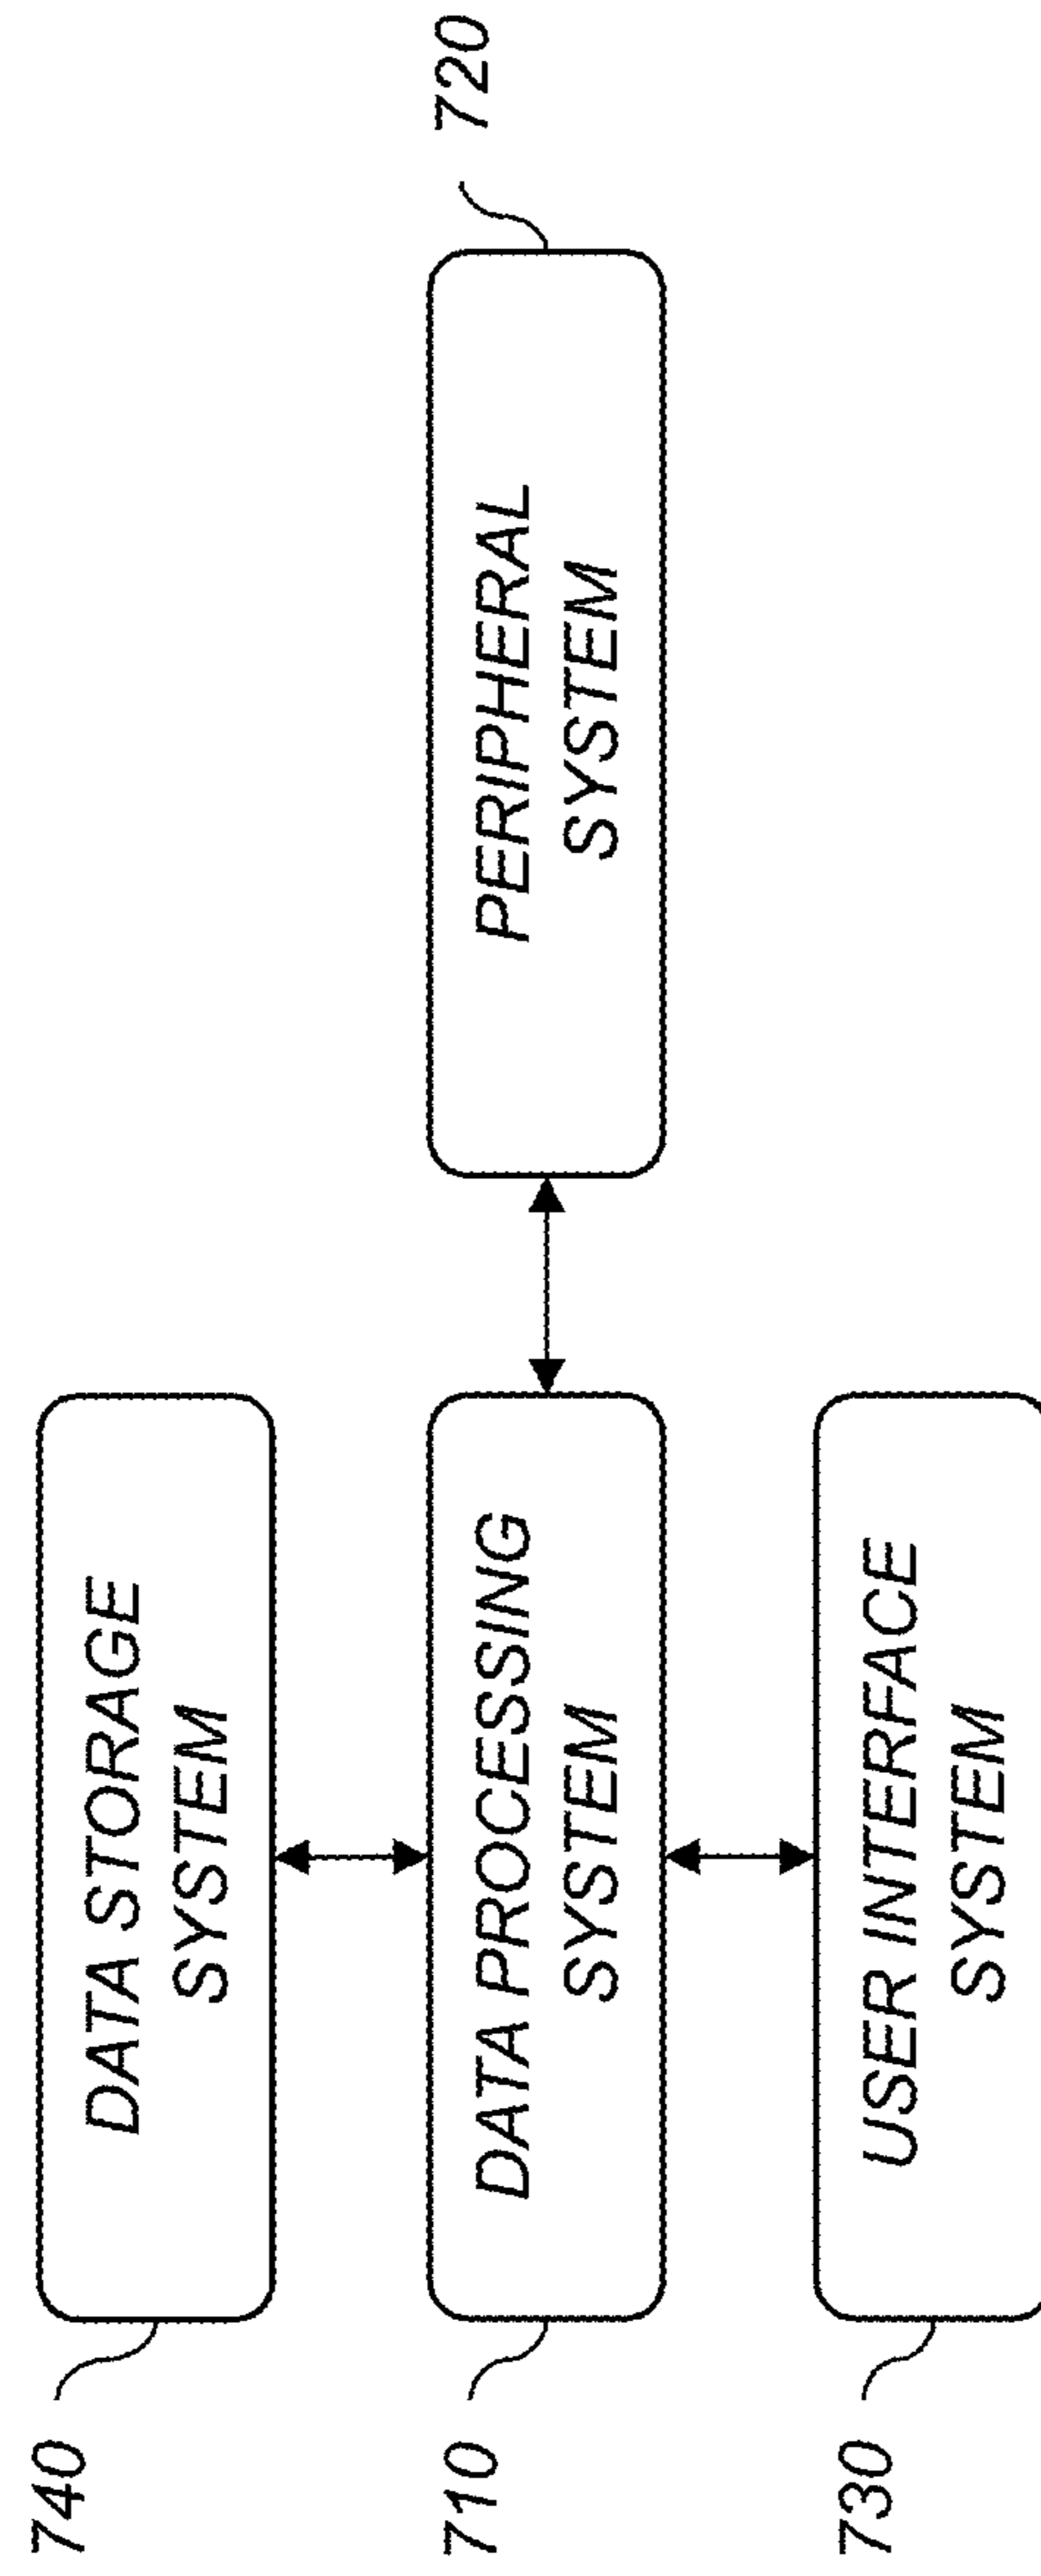 740
DATA STORAGE
SYSTEM
710
DATA PROCESSING
SYSTEM
720
PERIPHERAL
SYSTEM
730
USER INTERFACE
SYSTEM